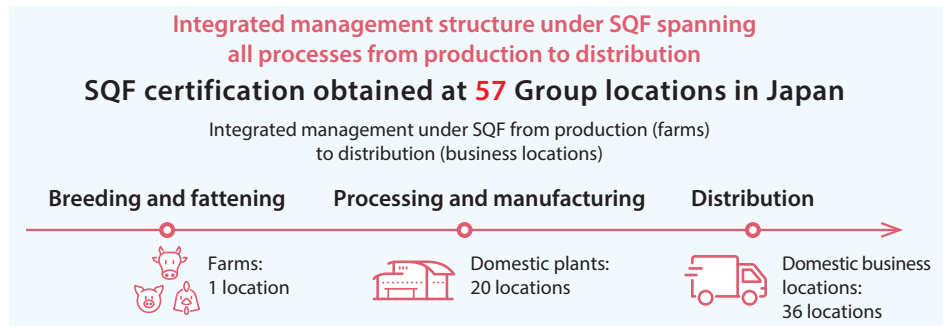 Integrated management structure under SQF spanning
all processes from production to distribution
SQF certification obtained at 57 Group locations in Japan
Integrated management under SQF from production (farms)
to distribution (business locations)
Breeding and fattening
Processing and manufacturing
Distribution
Farms:
1 location
Domestic plants:
20 locations
Domestic business
locations:
36 locations